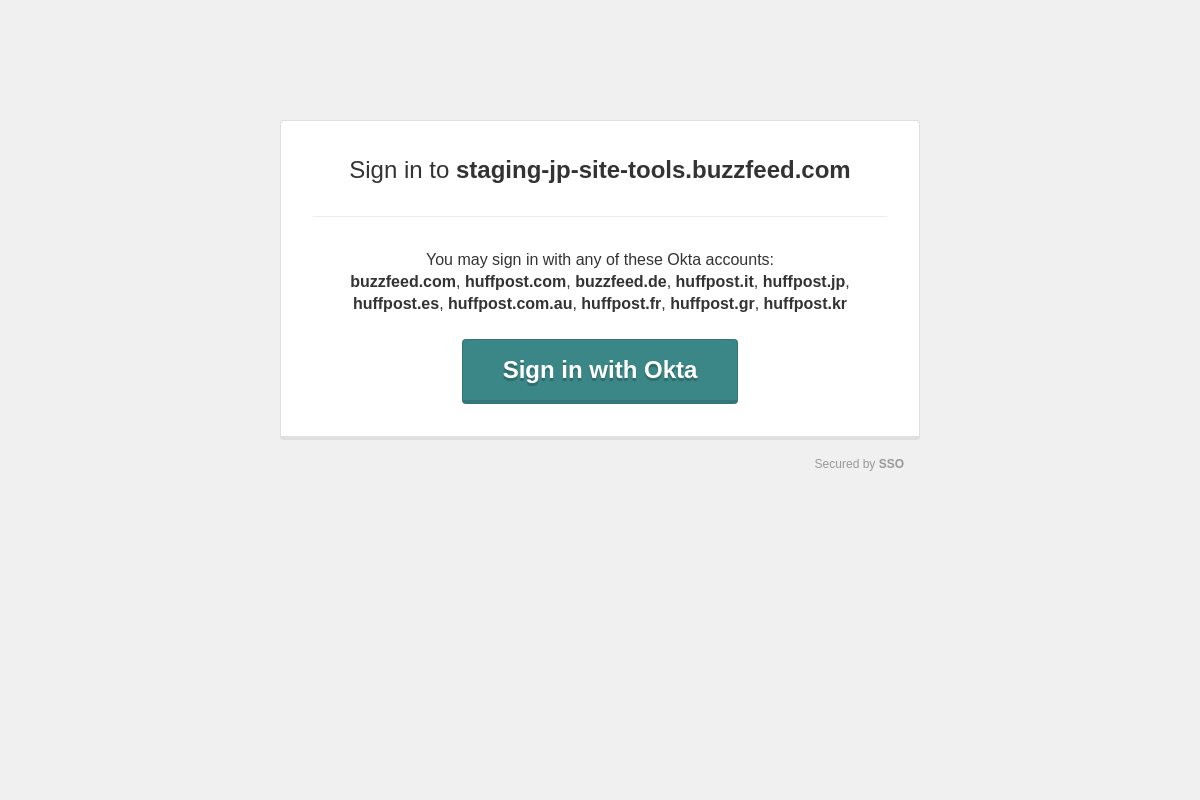 Sign in to staging-jp-site-tools.buzzfeed.com
You may sign in with any of these Okta accounts:
buzzfeed.com, huffpost.com, buzzfeed.de, huffpost.it, huffpost.jp,
huffpost.es, huffpost.com.au, huffpost.fr, huffpost.gr, huffpost.kr
Sign in with Okta
Secured by SSO